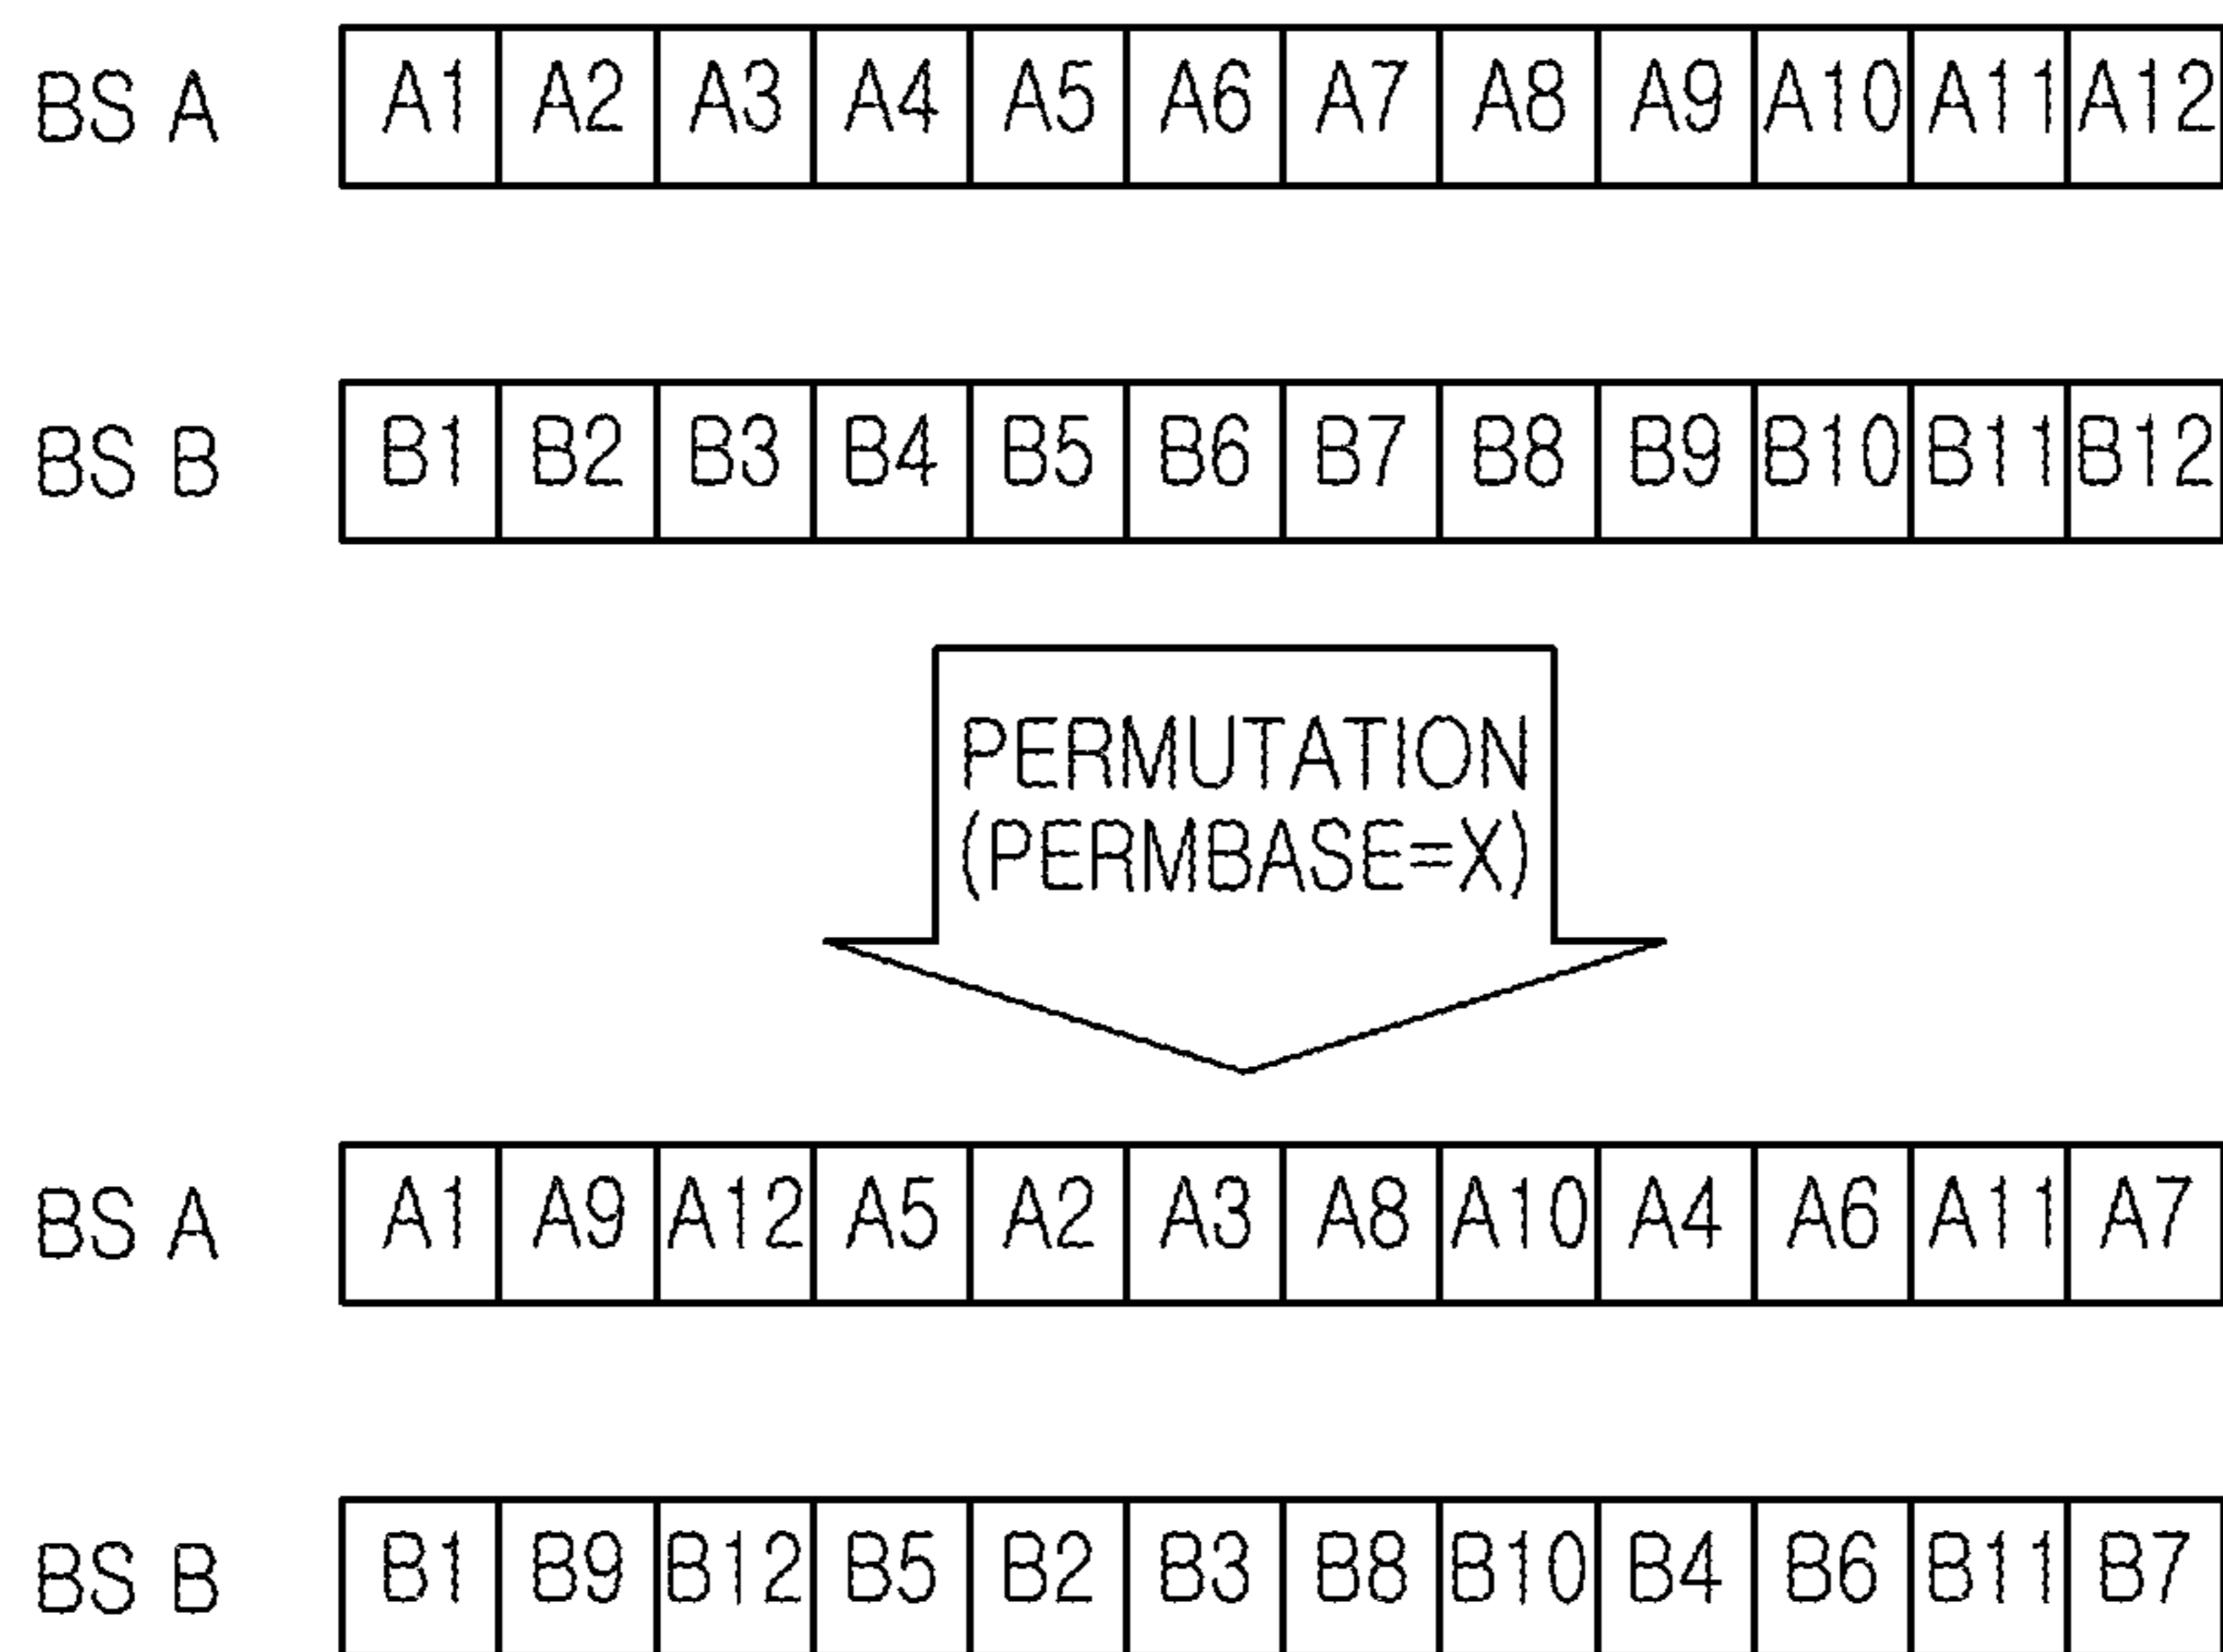 BS A A1 A2 A3 A4 A5 A6 A7 A8 A9 A10 A11 A12
BS B B1 B2 B3 B4 B5 B6 B7 B8 B9 B10 B11 B12
PERMUTATION
(PERMBASE=X)
BS A A1 A9 A12 A5 A2 A3 A8 A10 A4 A6 A11 A7
BS B B1 B9 B12 B5 B2 B3 B8 B10 B4 B6 B11 B7